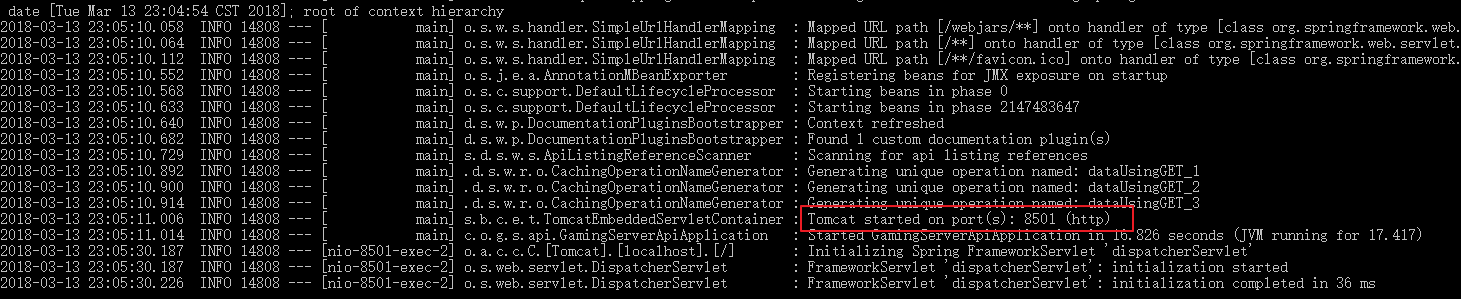 date [Tue Mar 13 23:04:54 CST 2018]; root of context hierarchy
2018-03-13 23:05:10.058  INFO 14808 --- [           main] o.s.w.s.handler.SimpleUrlHandlerMapping  : Mapped URL path [/webjars/**] onto handler of type [class org.springframework.web.
2018-03-13 23:05:10.064  INFO 14808 --- [           main] o.s.w.s.handler.SimpleUrlHandlerMapping  : Mapped URL path [/**] onto handler of type [class org.springframework.web.servlet.
2018-03-13 23:05:10.112  INFO 14808 --- [           main] o.s.w.s.handler.SimpleUrlHandlerMapping  : Mapped URL path [/**/favicon.ico] onto handler of type [class org.springframework.
2018-03-13 23:05:10.552  INFO 14808 --- [           main] o.s.j.e.a.AnnotationMBeanExporter        : Registering beans for JMX exposure on startup
2018-03-13 23:05:10.568  INFO 14808 --- [           main] o.s.c.support.DefaultLifecycleProcessor  : Starting beans in phase 0
2018-03-13 23:05:10.633  INFO 14808 --- [           main] o.s.c.support.DefaultLifecycleProcessor  : Starting beans in phase 2147483647
2018-03-13 23:05:10.640  INFO 14808 --- [           main] d.s.w.p.DocumentationPluginsBootstrapper : Context refreshed
2018-03-13 23:05:10.682  INFO 14808 --- [           main] d.s.w.p.DocumentationPluginsBootstrapper : Found 1 custom documentation plugin(s)
2018-03-13 23:05:10.729  INFO 14808 --- [           main] s.d.s.w.s.ApiListingReferenceScanner     : Scanning for api listing references
2018-03-13 23:05:10.892  INFO 14808 --- [           main] .d.s.w.r.o.CachingOperationNameGenerator : Generating unique operation named: dataUsingGET_1
2018-03-13 23:05:10.900  INFO 14808 --- [           main] .d.s.w.r.o.CachingOperationNameGenerator : Generating unique operation named: dataUsingGET_2
2018-03-13 23:05:10.914  INFO 14808 --- [           main] .d.s.w.r.o.CachingOperationNameGenerator : Generating unique operation named: dataUsingGET_3
2018-03-13 23:05:11.006  INFO 14808 --- [           main] s.b.c.e.t.TomcatEmbeddedServletContainer : Tomcat started on port(s): 8501 (http)
2018-03-13 23:05:11.014  INFO 14808 --- [           main] c.o.g.s.api.GamingServerApiApplication   : Started GamingServerApiApplication in 16.826 seconds (JVM running for 17.417)
2018-03-13 23:05:30.187  INFO 14808 --- [nio-8501-exec-2] o.a.c.c.C.[Tomcat].[localhost].[/]       : Initializing Spring FrameworkServlet 'dispatcherServlet'
2018-03-13 23:05:30.187  INFO 14808 --- [nio-8501-exec-2] o.s.web.servlet.DispatcherServlet        : FrameworkServlet 'dispatcherServlet': initialization started
2018-03-13 23:05:30.226  INFO 14808 --- [nio-8501-exec-2] o.s.web.servlet.DispatcherServlet        : FrameworkServlet 'dispatcherServlet': initialization completed in 36 ms